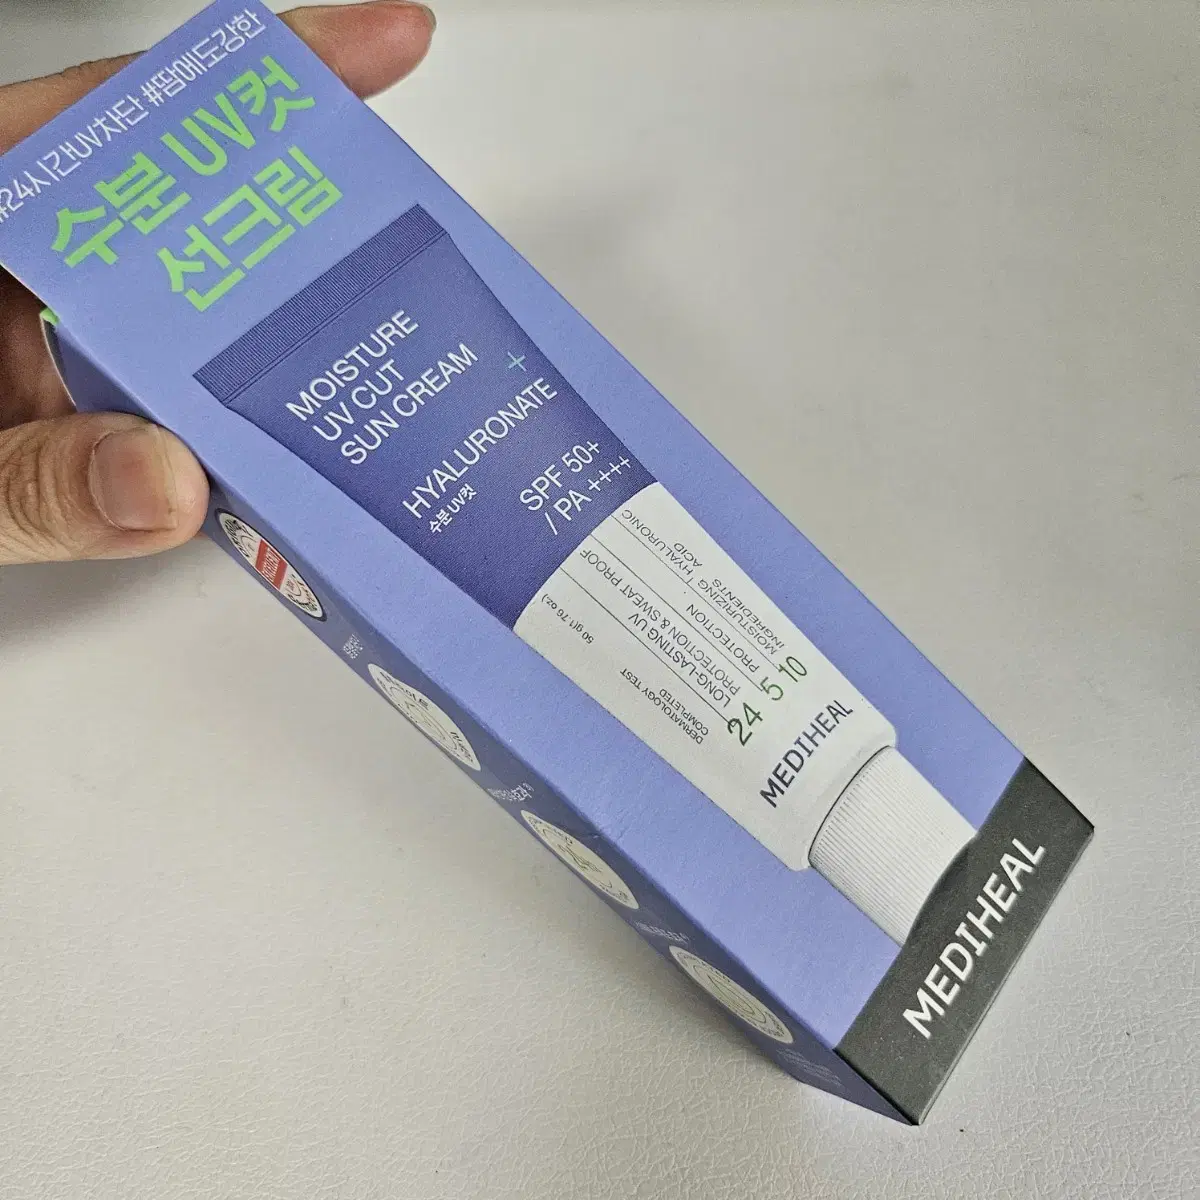 #24시간UV차단 #땀에도강한
수분 UV컷
선크림
MOISTURE
UV CUT
SUN CREAM
+
HYALURONATE
수분 UV컷
SPF 50+
/ PA ++++
HYALURONIC
ACID
MOISTURIZING
INGREDIENTS
PROTECTION
LONG-LASTING UV
PROTECTION & SWEAT PROOF
50 g(1.76 oz.)
DERMATOLOGY TEST
COMPLETED
24 5 10
MEDIHEAL
MEDIHEAL